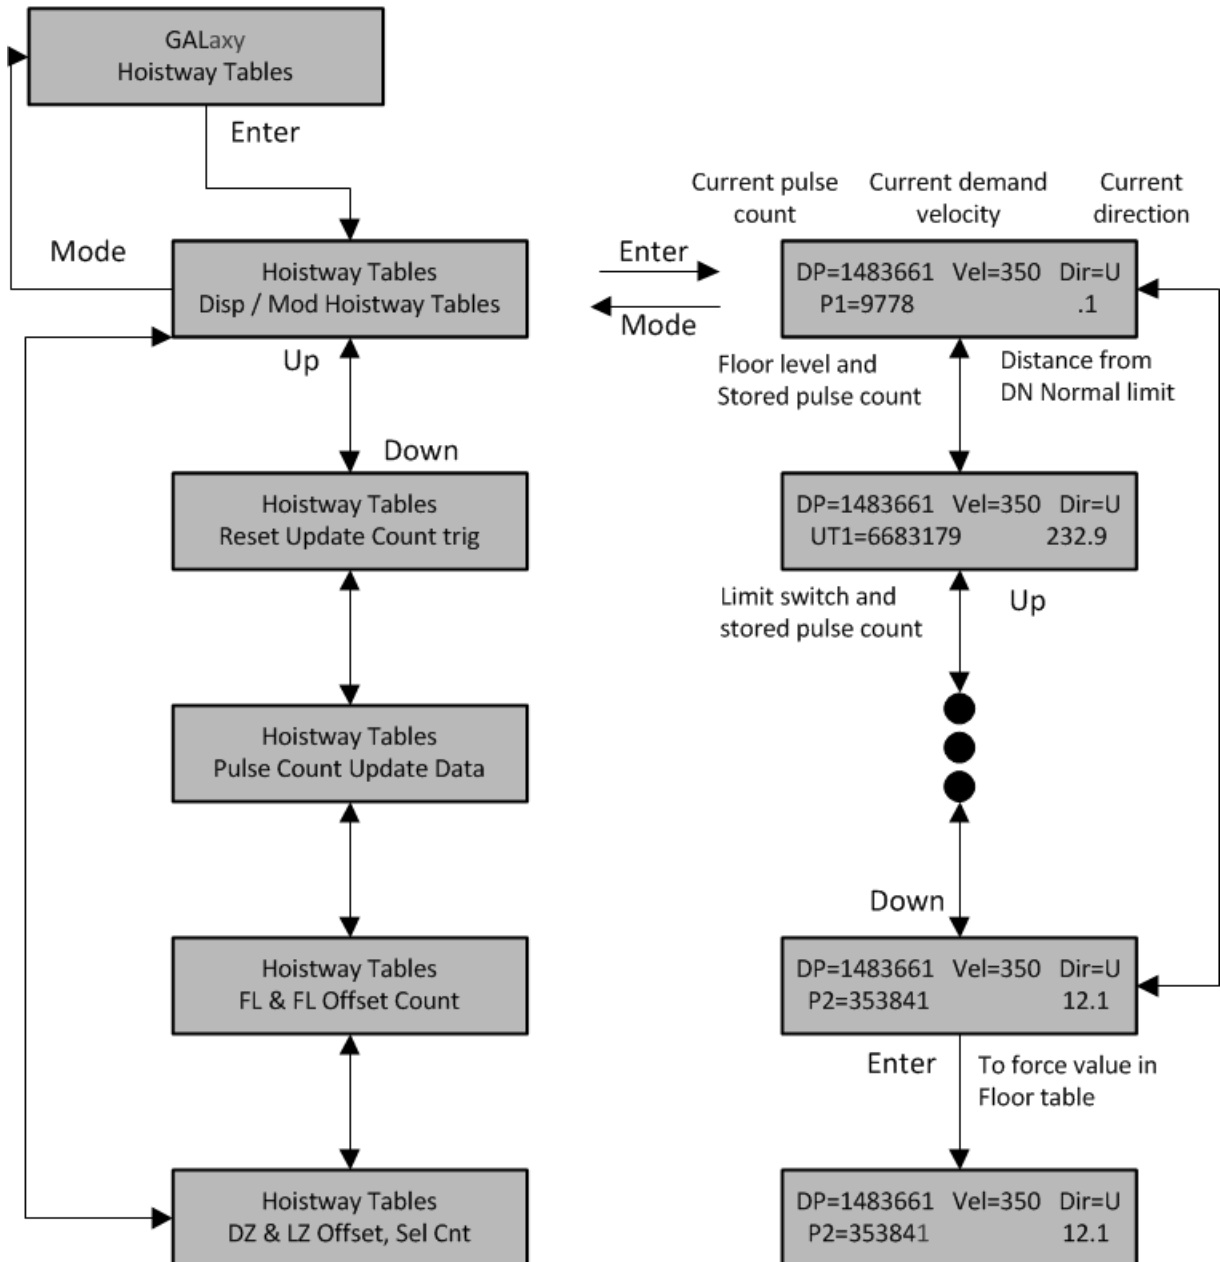 GALaxy
Hoistway Tables
Enter
Mode
Hoistway Tables
Disp / Mod Hoistway Tables
Up
Down
Hoistway Tables
Reset Update Count trig
Hoistway Tables
Pulse Count Update Data
Hoistway Tables
FL & FL Offset Count
Hoistway Tables
DZ & LZ Offset, Sel Cnt
Enter
Mode
Current pulse
count
Current demand
velocity
Current
direction
DP=1483661 Vel=350 Dir=U
P1=9778 .1
Floor level and
Stored pulse count
Distance from
DN Normal limit
DP=1483661 Vel=350 Dir=U
UT1=6683179 232.9
Limit switch and
stored pulse count
Up
Down
DP=1483661 Vel=350 Dir=U
P2=353841 12.1
Enter
To force value in
Floor table
DP=1483661 Vel=350 Dir=U
P2=353841 12.1